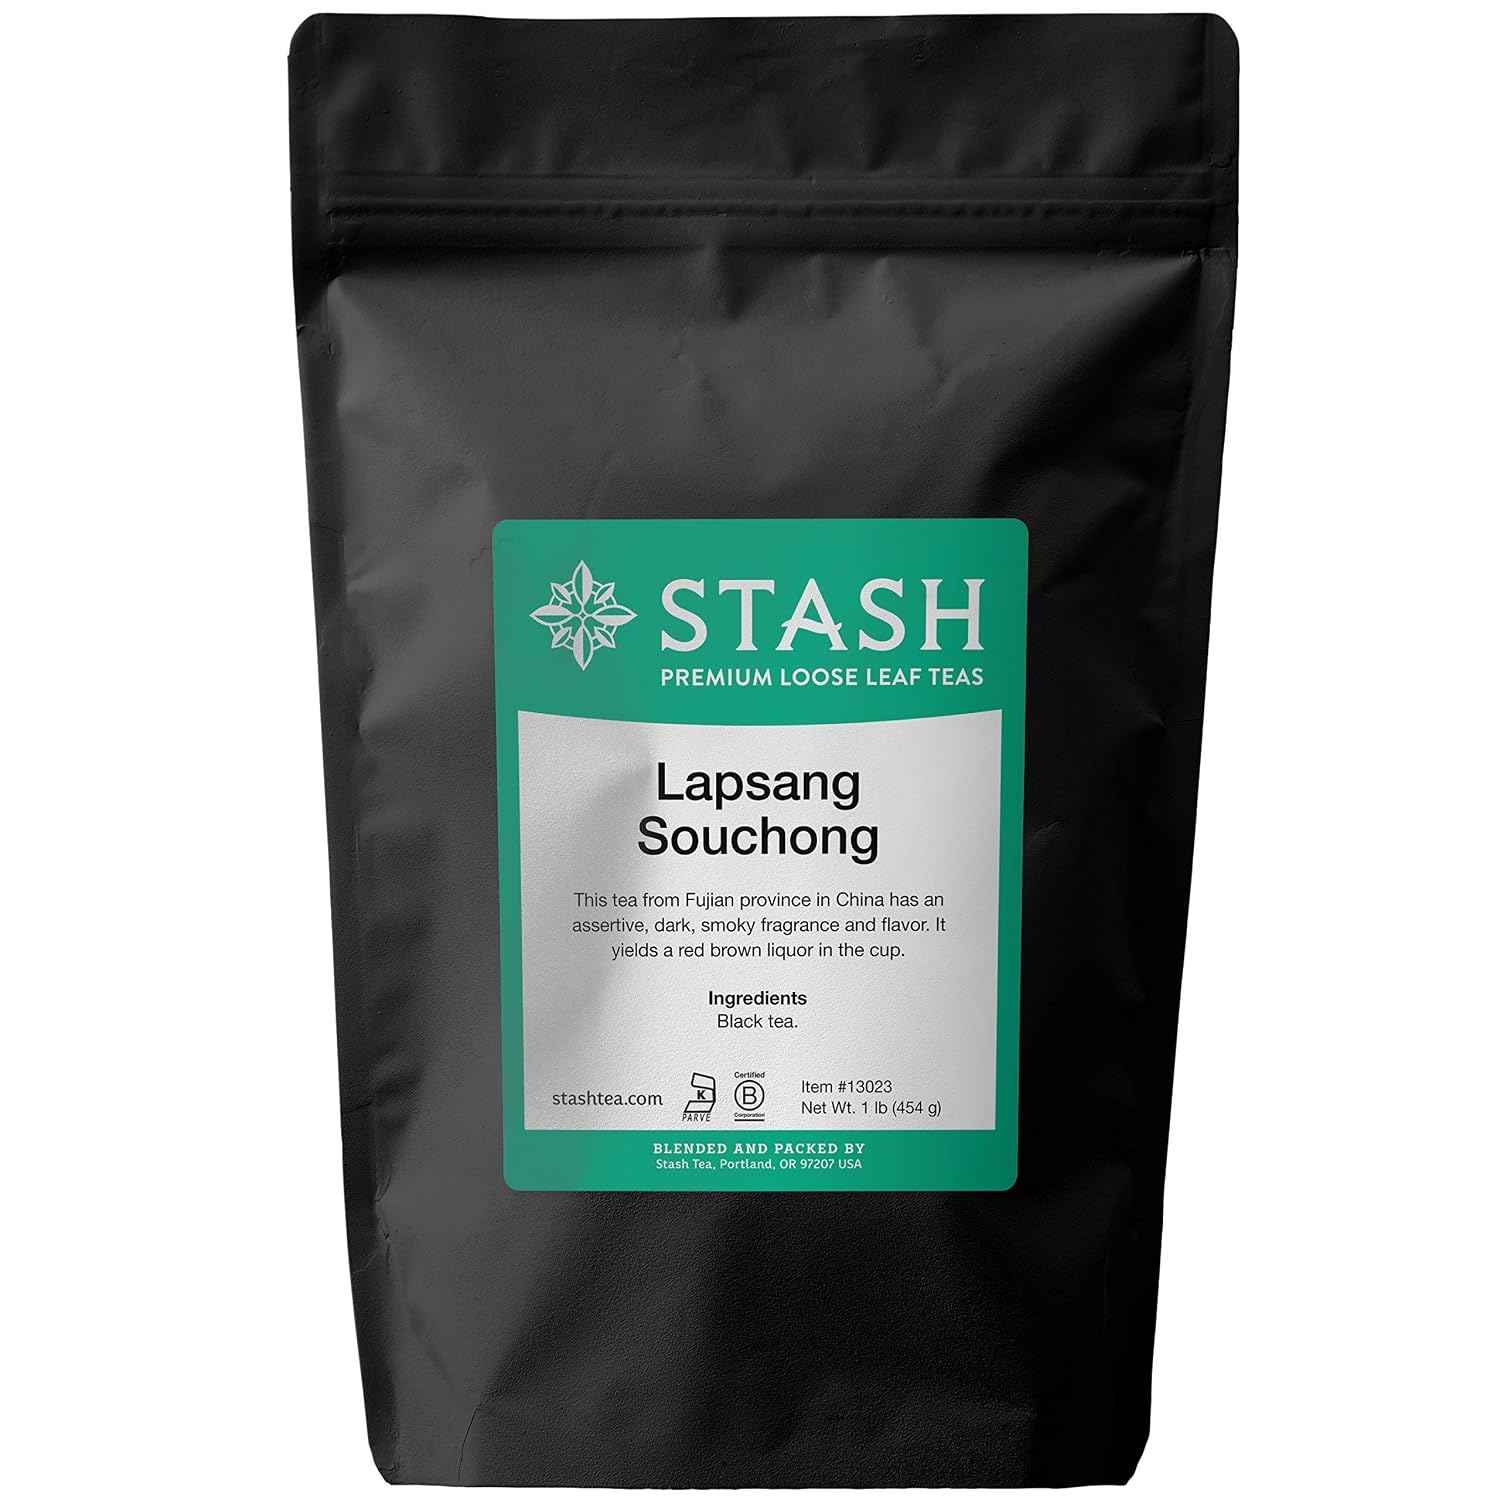 STASH
PREMIUM LOOSE LEAF TEAS
Lapsang
Souchong
This tea from Fujian province in China has an
assertive, dark, smoky fragrance and flavor. It
yields a red brown liquor in the cup.
Ingredients
Black tea.
stashtea.com
K
PARVE
Certified
B
Corporation
Item #13023
Net Wt. 1 lb (454 g)
BLENDED AND PACKED BY
Stash Tea, Portland, OR 97207 USA